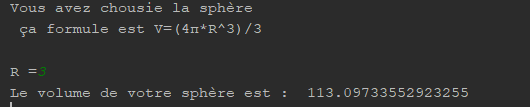 Vous avez chousie la sphère
ça formule est V=(4π*R^3)/3
R =3
Le volume de votre sphère est :  113.09733552923255